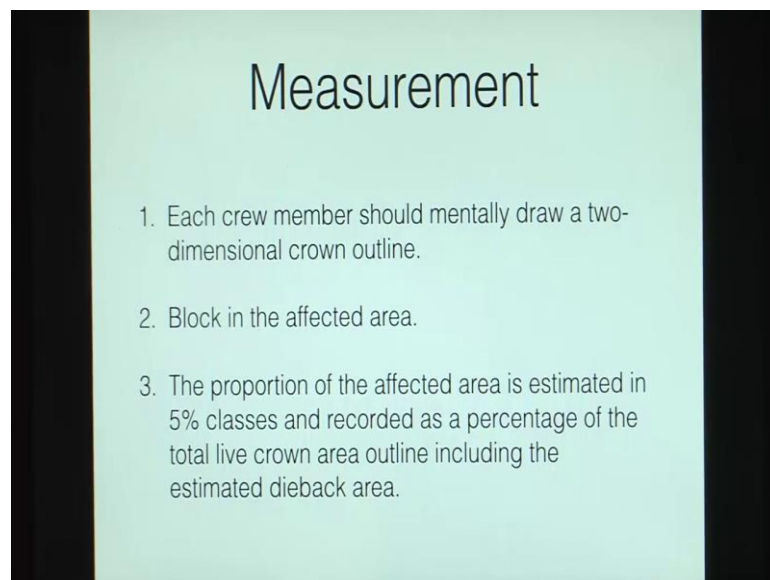 Measurement
1. Each crew member should mentally draw a two-
dimensional crown outline.
2. Block in the affected area.
3. The proportion of the affected area is estimated in
5% classes and recorded as a percentage of the
total live crown area outline including the
estimated dieback area.